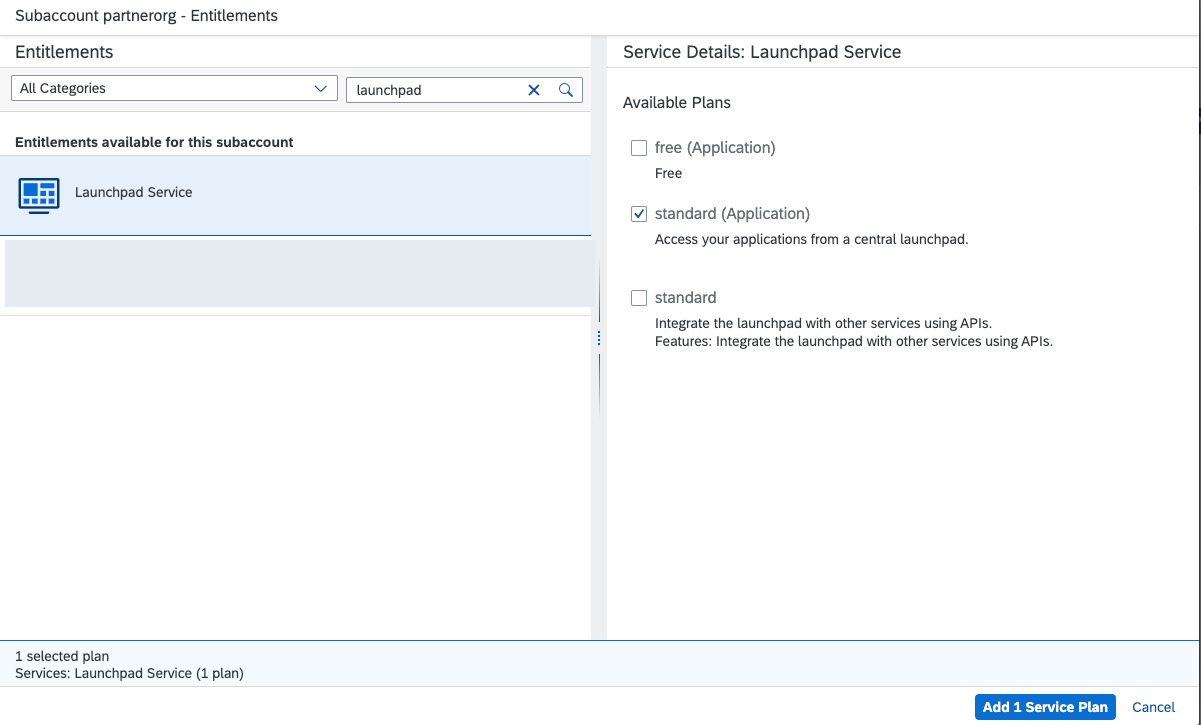 Subaccount partnerorg - Entitlements
Entitlements
All Categories
launchpad
Entitlements available for this subaccount
Launchpad Service
Service Details: Launchpad Service
Available Plans
free (Application)
Free
standard (Application)
Access your applications from a central launchpad.
standard
Integrate the launchpad with other services using APIs.
Features: Integrate the launchpad with other services using APIs.
1 selected plan
Services: Launchpad Service (1 plan)
Add 1 Service Plan
Cancel